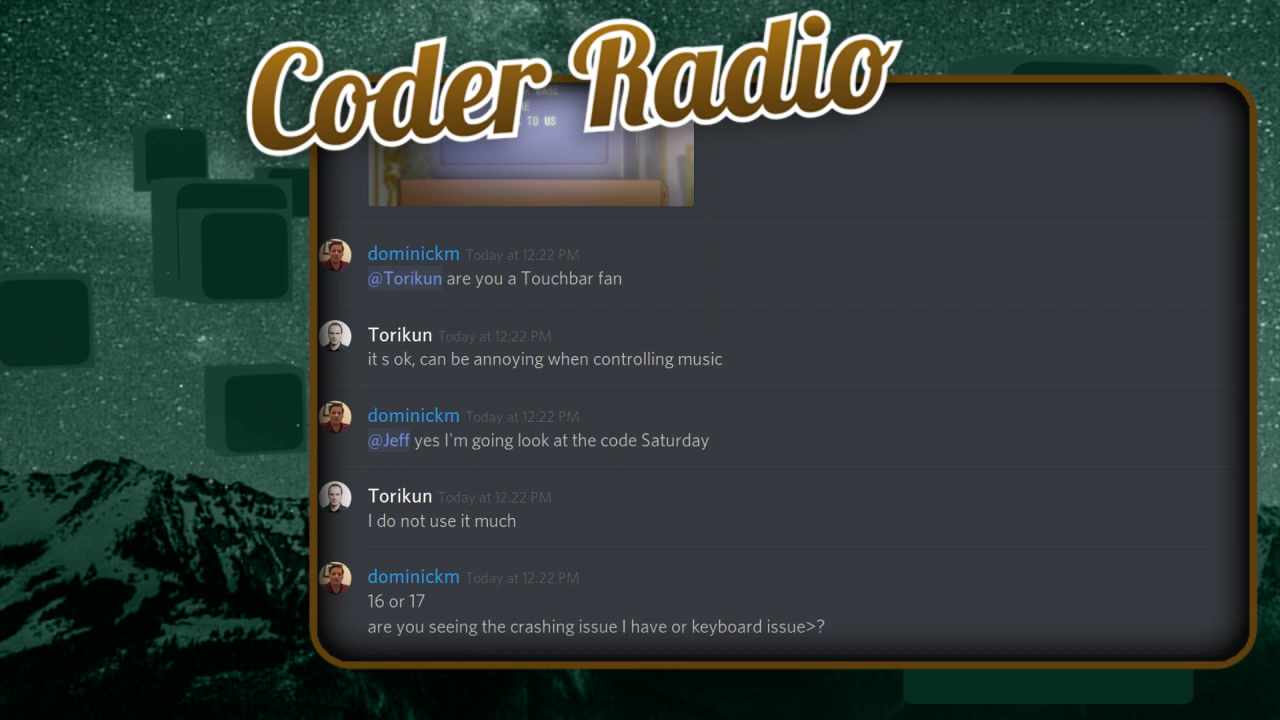 Coder Radio
BASE
TO US
dominickm Today at 12:22 PM
@Torikun are you a Touchbar fan
Torikun Today at 12:22 PM
it s ok, can be annoying when controlling music
dominickm Today at 12:22 PM
@Jeff yes I'm going look at the code Saturday
Torikun Today at 12:22 PM
I do not use it much
dominickm Today at 12:22 PM
16 or 17
are you seeing the crashing issue I have or keyboard issue>?